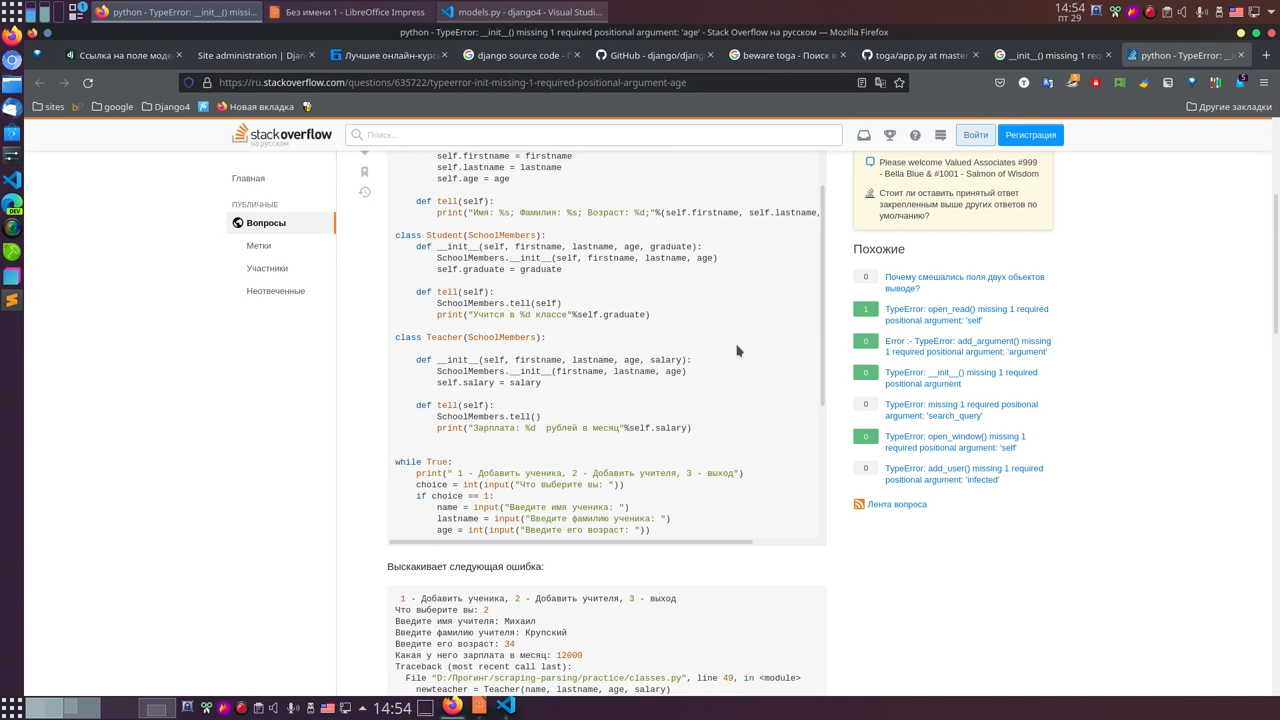 python - TypeError: __init__() missi...
Без имени 1 - LibreOffice Impress
models.py - django4 - Visual Studi...
14:54
ПТ 29
python - TypeError: __init__() missing 1 required positional argument: 'age' - Stack Overflow на русском — Mozilla Firefox
Ссылка на поле модел
Site administration | Djan
Лучшие онлайн-курс
django source code - П
GitHub - django/djang
beware toga - Поиск в
toga/app.py at master
__init__() missing 1 req
python - TypeError: __
https://ru.stackoverflow.com/questions/635722/typeerror-init-missing-1-required-positional-argument-age
5
sites
google
Django4
Новая вкладка
Другие закладки
stackoverflow
на русском
Поиск...
Войти
Регистрация
Главная
ПУБЛИЧНЫЕ
Вопросы
Метки
Участники
Неотвеченные
self.firstname = firstname
self.lastname = lastname
self.age = age
def tell(self):
print("Имя: %s; Фамилия: %s; Возраст: %d;"%(self.firstname, self.lastname,
class Student(SchoolMembers):
def __init__(self, firstname, lastname, age, graduate):
SchoolMembers.__init__(self, firstname, lastname, age)
self.graduate = graduate
def tell(self):
SchoolMembers.tell(self)
print("Учится в %d классе"%self.graduate)
class Teacher(SchoolMembers):
def __init__(self, firstname, lastname, age, salary):
SchoolMembers.__init__(firstname, lastname, age)
self.salary = salary
def tell(self):
SchoolMembers.tell()
print("Зарплата: %d  рублей в месяц"%self.salary)
while True:
print(" 1 - Добавить ученика, 2 - Добавить учителя, 3 - выход")
choice = int(input("Что выберите вы: "))
if choice == 1:
name = input("Введите имя ученика: ")
lastname = input("Введите фамилию ученика: ")
age = int(input("Введите его возраст: "))
Выскакивает следующая ошибка:
1 - Добавить ученика, 2 - Добавить учителя, 3 - выход
Что выберите вы: 2
Введите имя учителя: Михаил
Введите фамилию учителя: Крупский
Введите его возраст: 34
Какая у него зарплата в месяц: 12000
Traceback (most recent call last):
File "D:/Прогинг/scraping-parsing/practice/classes.py", line 49, in <module>
newteacher = Teacher(name, lastname, age, salary)
Please welcome Valued Associates #999
- Bella Blue & #1001 - Salmon of Wisdom
Стоит ли оставить принятый ответ
закрепленным выше других ответов по
умолчанию?
Похожие
0 Почему смешались поля двух обьектов
выводе?
1 TypeError: open_read() missing 1 required
positional argument: 'self'
0 Error :- TypeError: add_argument() missing
1 required positional argument: 'argument'
0 TypeError: __init__() missing 1 required
positional argument
0 TypeError: missing 1 required positional
argument: 'search_query'
0 TypeError: open_window() missing 1
required positional argument: 'self'
0 TypeError: add_user() missing 1 required
positional argument: 'infected'
Лента вопроса
DEV
14:54